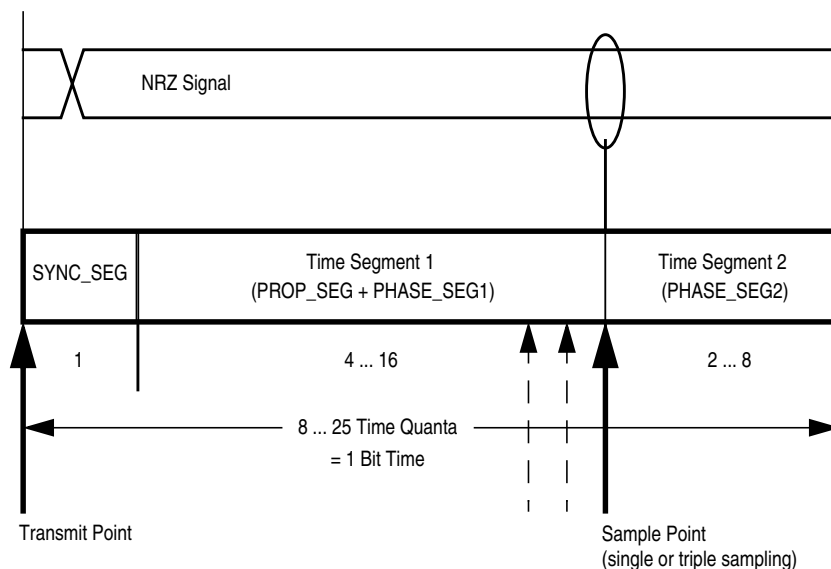 NRZ Signal
SYNC_SEG
Time Segment 1
(PROP_SEG + PHASE_SEG1)
Time Segment 2
(PHASE_SEG2)
1
4 ... 16
2 ... 8
8 ... 25 Time Quanta
= 1 Bit Time
Transmit Point
Sample Point
(single or triple sampling)